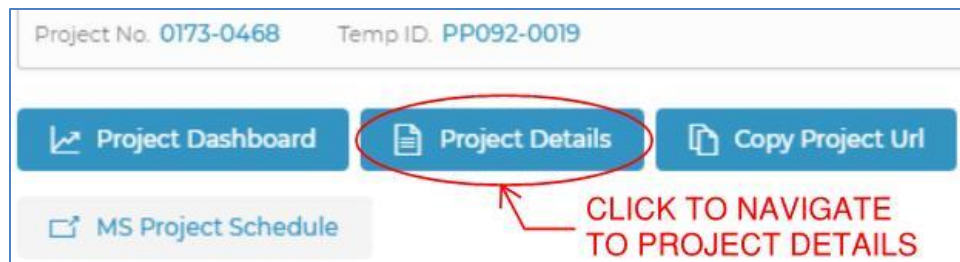 Project No. 0173-0468 Temp ID. PP092-0019
Project Dashboard Project Details Copy Project Url
MS Project Schedule
CLICK TO NAVIGATE
TO PROJECT DETAILS